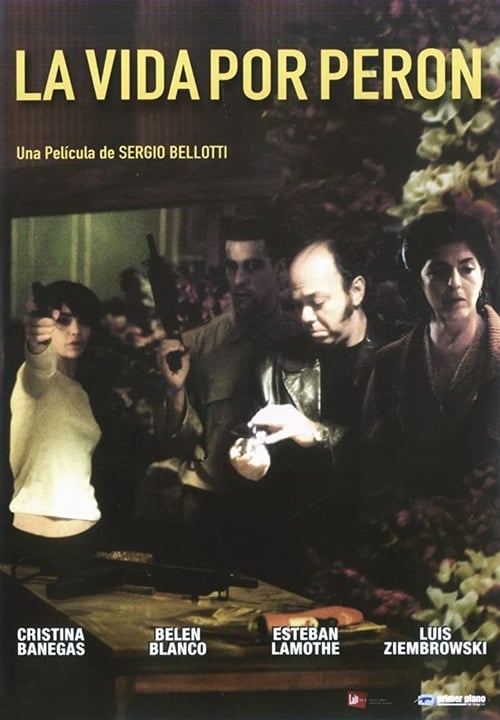 LA VIDA POR PERON
Una Película de SERGIO BELLOTTI
CRISTINA BANEGAS
BELEN BLANCO
ESTEBAN LAMOTHE
LUIS ZIEMBROWSKI
primer plano